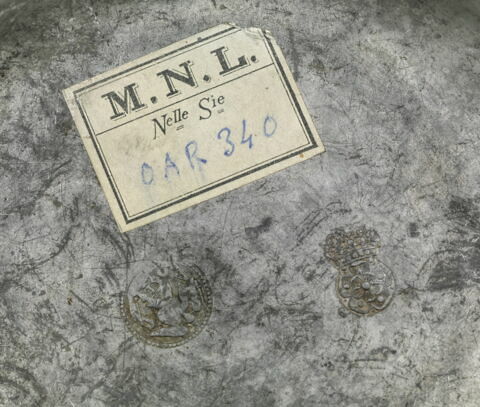 M.N.L.
Nelle Sie
OAR 340